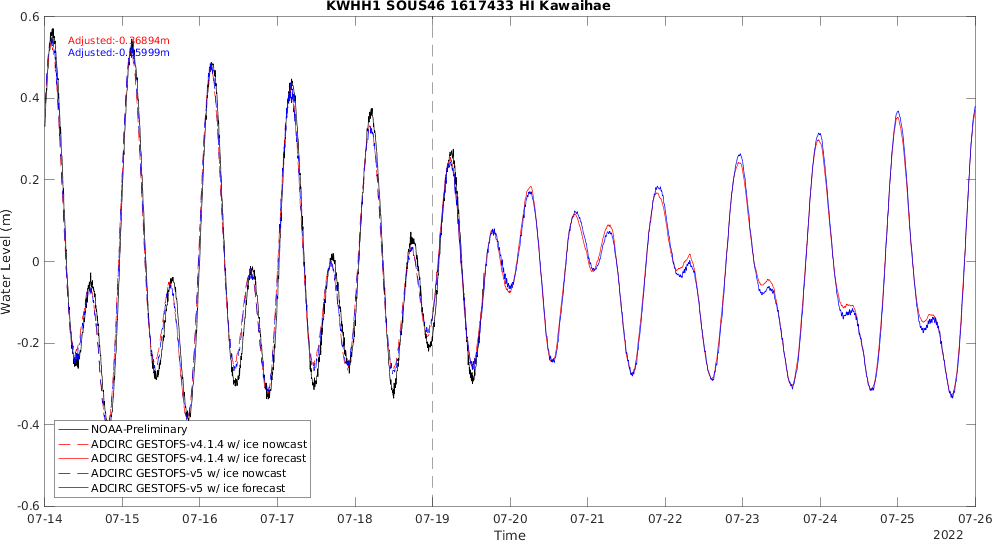 KWHH1 SOUS46 1617433 HI Kawaihae
Adjusted:-0.36894m
Adjusted:-0.
5999m
Water Level (m)
0.6
0.4
0.2
0
-0.2
-0.4
-0.6
NOAA-Preliminary
ADCIRC GESTOFS-v4.1.4 w/ ice nowcast
ADCIRC GESTOFS-v4.1.4 w/ ice forecast
ADCIRC GESTOFS-v5 w/ ice nowcast
ADCIRC GESTOFS-v5 w/ ice forecast
07-14 07-15 07-16 07-17 07-18 07-19 07-20 07-21 07-22 07-23 07-24 07-25 07-26
Time
2022